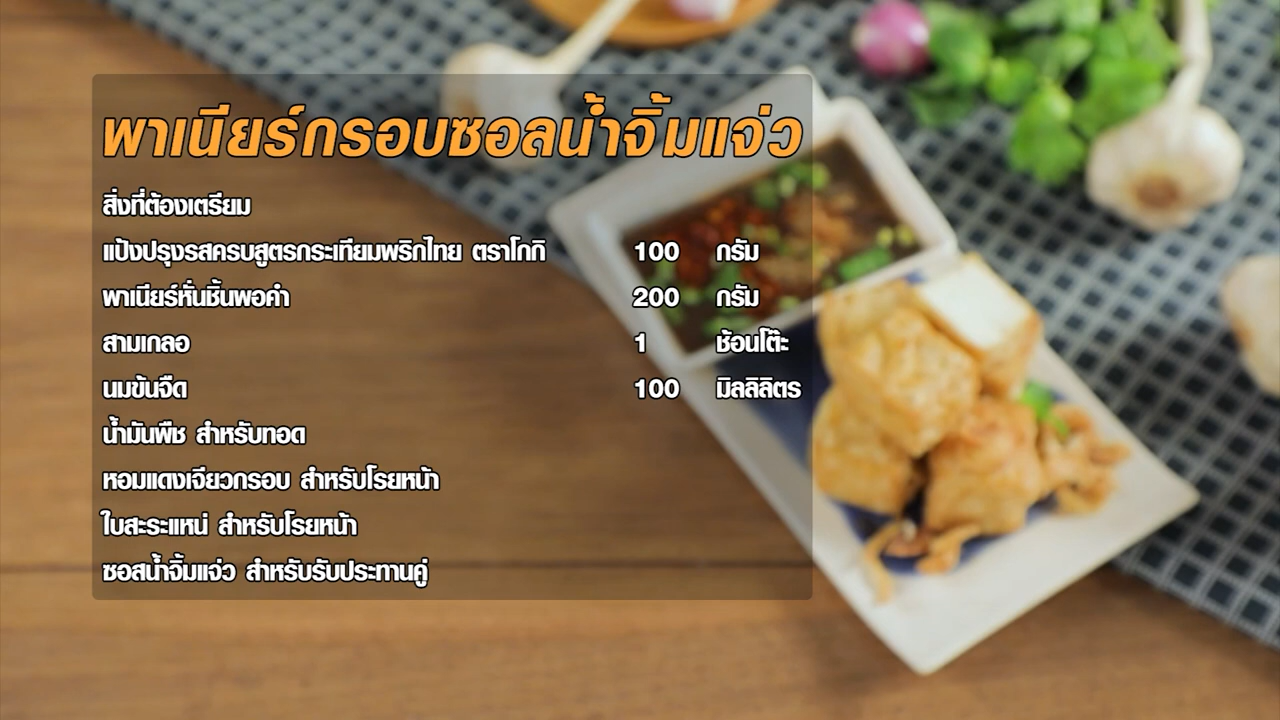 พาเนียร์กรอบซอสน้ำจิ้มแจ่ว
สิ่งที่ต้องเตรียม
แป้งปรุงรสครบสูตรกระเทียมพริกไทย ตราโกกิ 100 กรัม
พาเนียร์หั่นชิ้นพอคำ 200 กรัม
สามเกลอ 1 ช้อนโต๊ะ
นมข้นจืด 100 มิลลิลิตร
น้ำมันพืช สำหรับทอด
หอมแดงเจียวกรอบ สำหรับโรยหน้า
ใบสะระแหน่ สำหรับโรยหน้า
ซอสน้ำจิ้มแจ่ว สำหรับรับประทานคู่